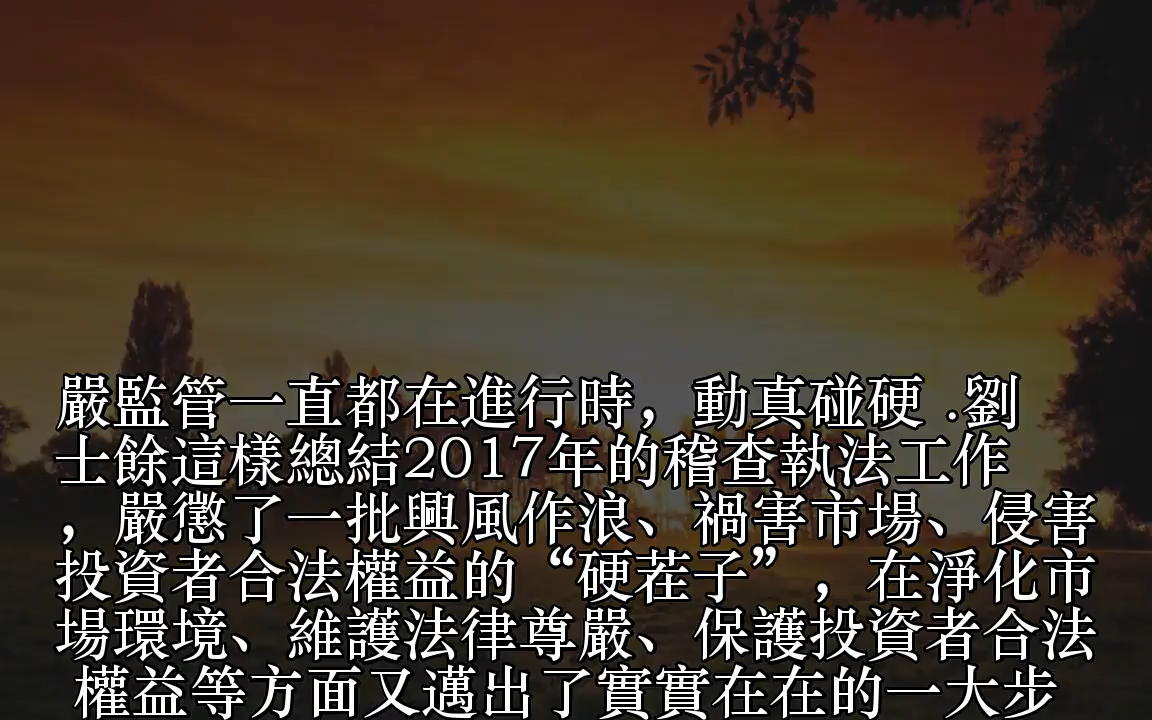 嚴監管一直都在進行時，動真碰硬 .劉
士餘這樣總結2017年的稽查執法工作
，嚴懲了一批興風作浪、禍害市場、侵害
投資者合法權益的“硬茬子”，在淨化市
場環境、維護法律尊嚴、保護投資者合法
權益等方面又邁出了實實在在的一大步